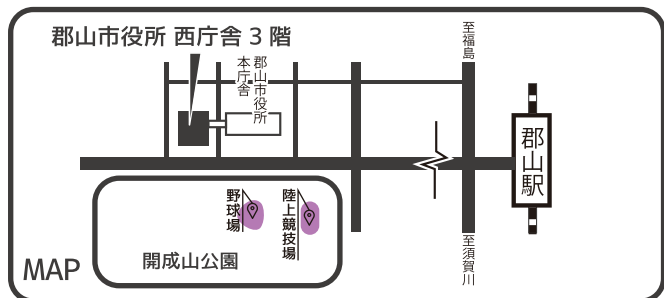 郡山市役所 西庁舎 3 階
郡山市役所
本庁舎
至福島
郡山駅
野球場
陸上競技場
開成山公園
至須賀川
MAP